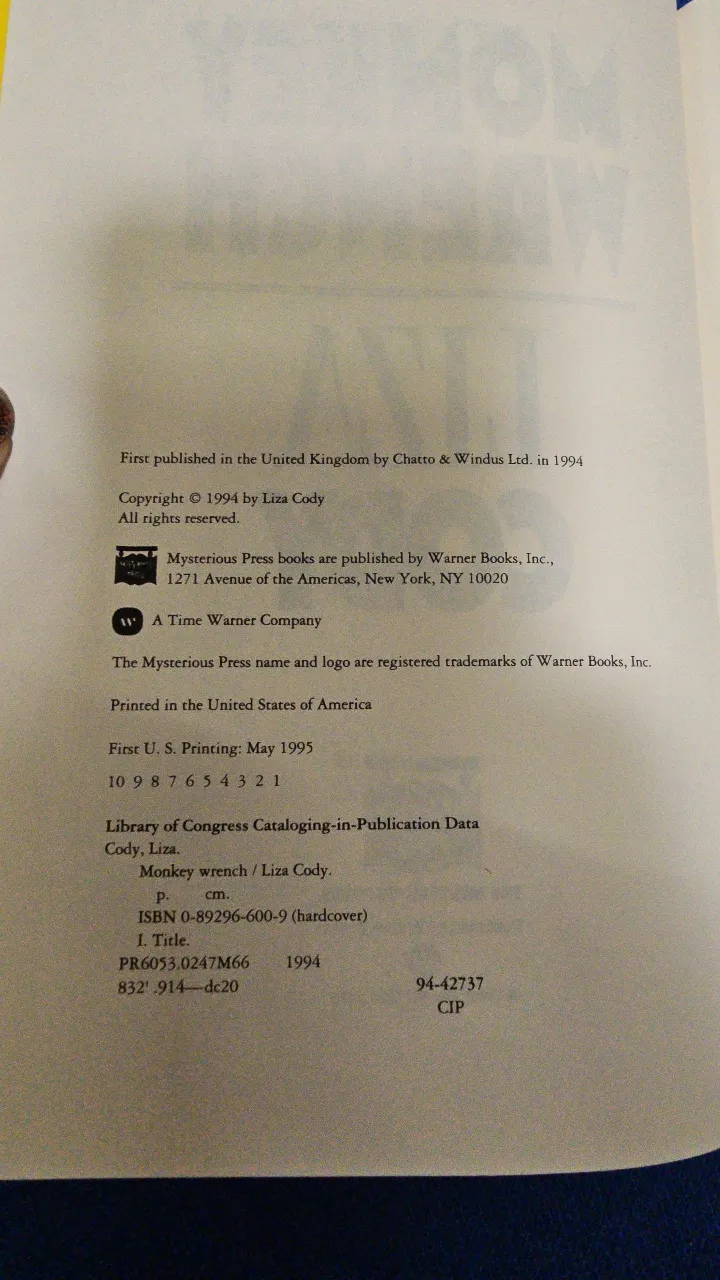 First published in the United Kingdom by Chatto & Windus Ltd. in 1994
Copyright © 1994 by Liza Cody
All rights reserved.
Mysterious Press books are published by Warner Books, Inc.,
1271 Avenue of the Americas, New York, NY 10020
A Time Warner Company
The Mysterious Press name and logo are registered trademarks of Warner Books, Inc.
Printed in the United States of America
First U. S. Printing: May 1995
10 9 8 7 6 5 4 3 2 1
Library of Congress Cataloging-in-Publication Data
Cody, Liza.
Monkey wrench / Liza Cody.
p. cm.
ISBN 0-89296-600-9 (hardcover)
I. Title.
PR6053.0247M66 1994
832' .914—dc20 94-42737
CIP